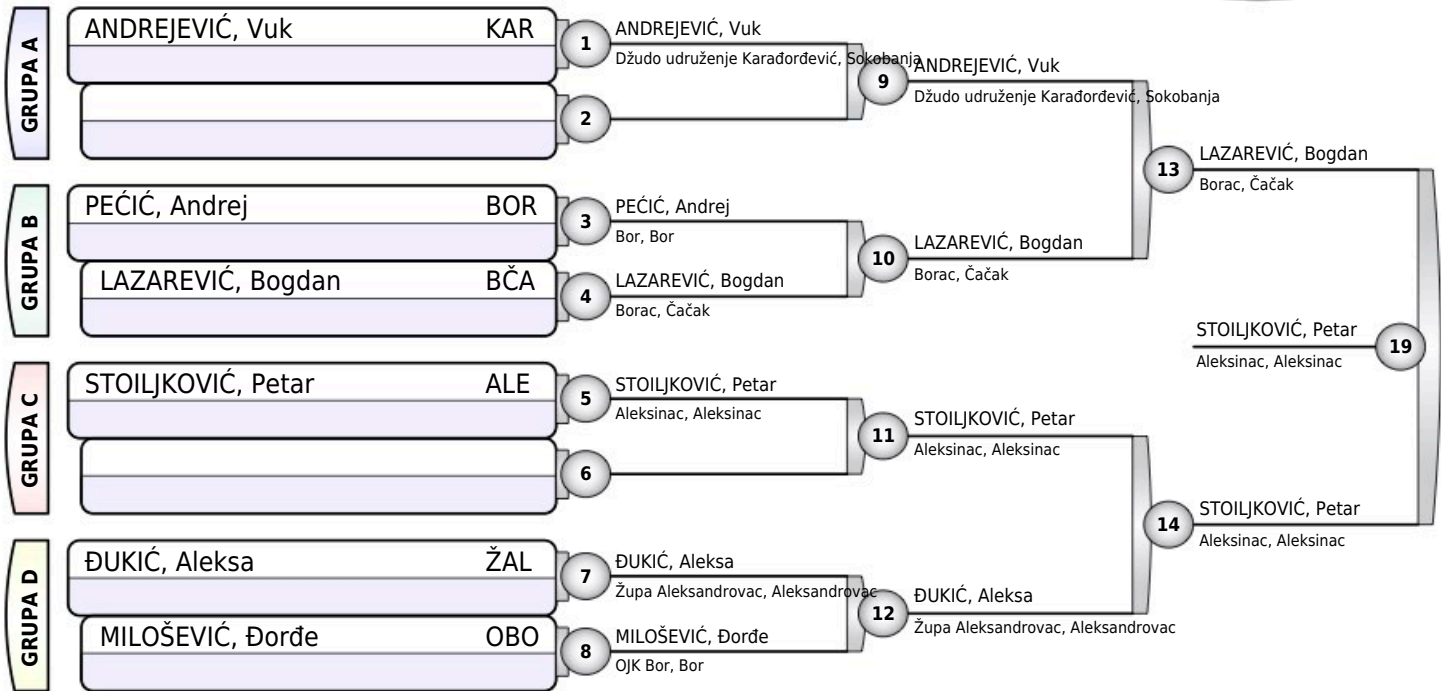 GRUPA A
ANDREJEVIĆ, Vuk KAR
1
ANDREJEVIĆ, Vuk
Džudo udruženje Karađorđević, Sokobanja
2
9
ANDREJEVIĆ, Vuk
Džudo udruženje Karađorđević, Sokobanja
13
LAZAREVIĆ, Bogdan
Borac, Čačak
GRUPA B
PEĆIĆ, Andrej BOR
3
PEĆIĆ, Andrej
Bor, Bor
LAZAREVIĆ, Bogdan BČA
4
LAZAREVIĆ, Bogdan
Borac, Čačak
10
LAZAREVIĆ, Bogdan
Borac, Čačak
STOILJKOVIĆ, Petar
Aleksinac, Aleksinac
19
GRUPA C
STOILJKOVIĆ, Petar ALE
5
STOILJKOVIĆ, Petar
Aleksinac, Aleksinac
6
11
STOILJKOVIĆ, Petar
Aleksinac, Aleksinac
14
STOILJKOVIĆ, Petar
Aleksinac, Aleksinac
GRUPA D
ĐUKIĆ, Aleksa ŽAL
7
ĐUKIĆ, Aleksa
Župa Aleksandrovac, Aleksandrovac
MILOŠEVIĆ, Đorđe OBO
8
MILOŠEVIĆ, Đorđe
OJK Bor, Bor
12
ĐUKIĆ, Aleksa
Župa Aleksandrovac, Aleksandrovac